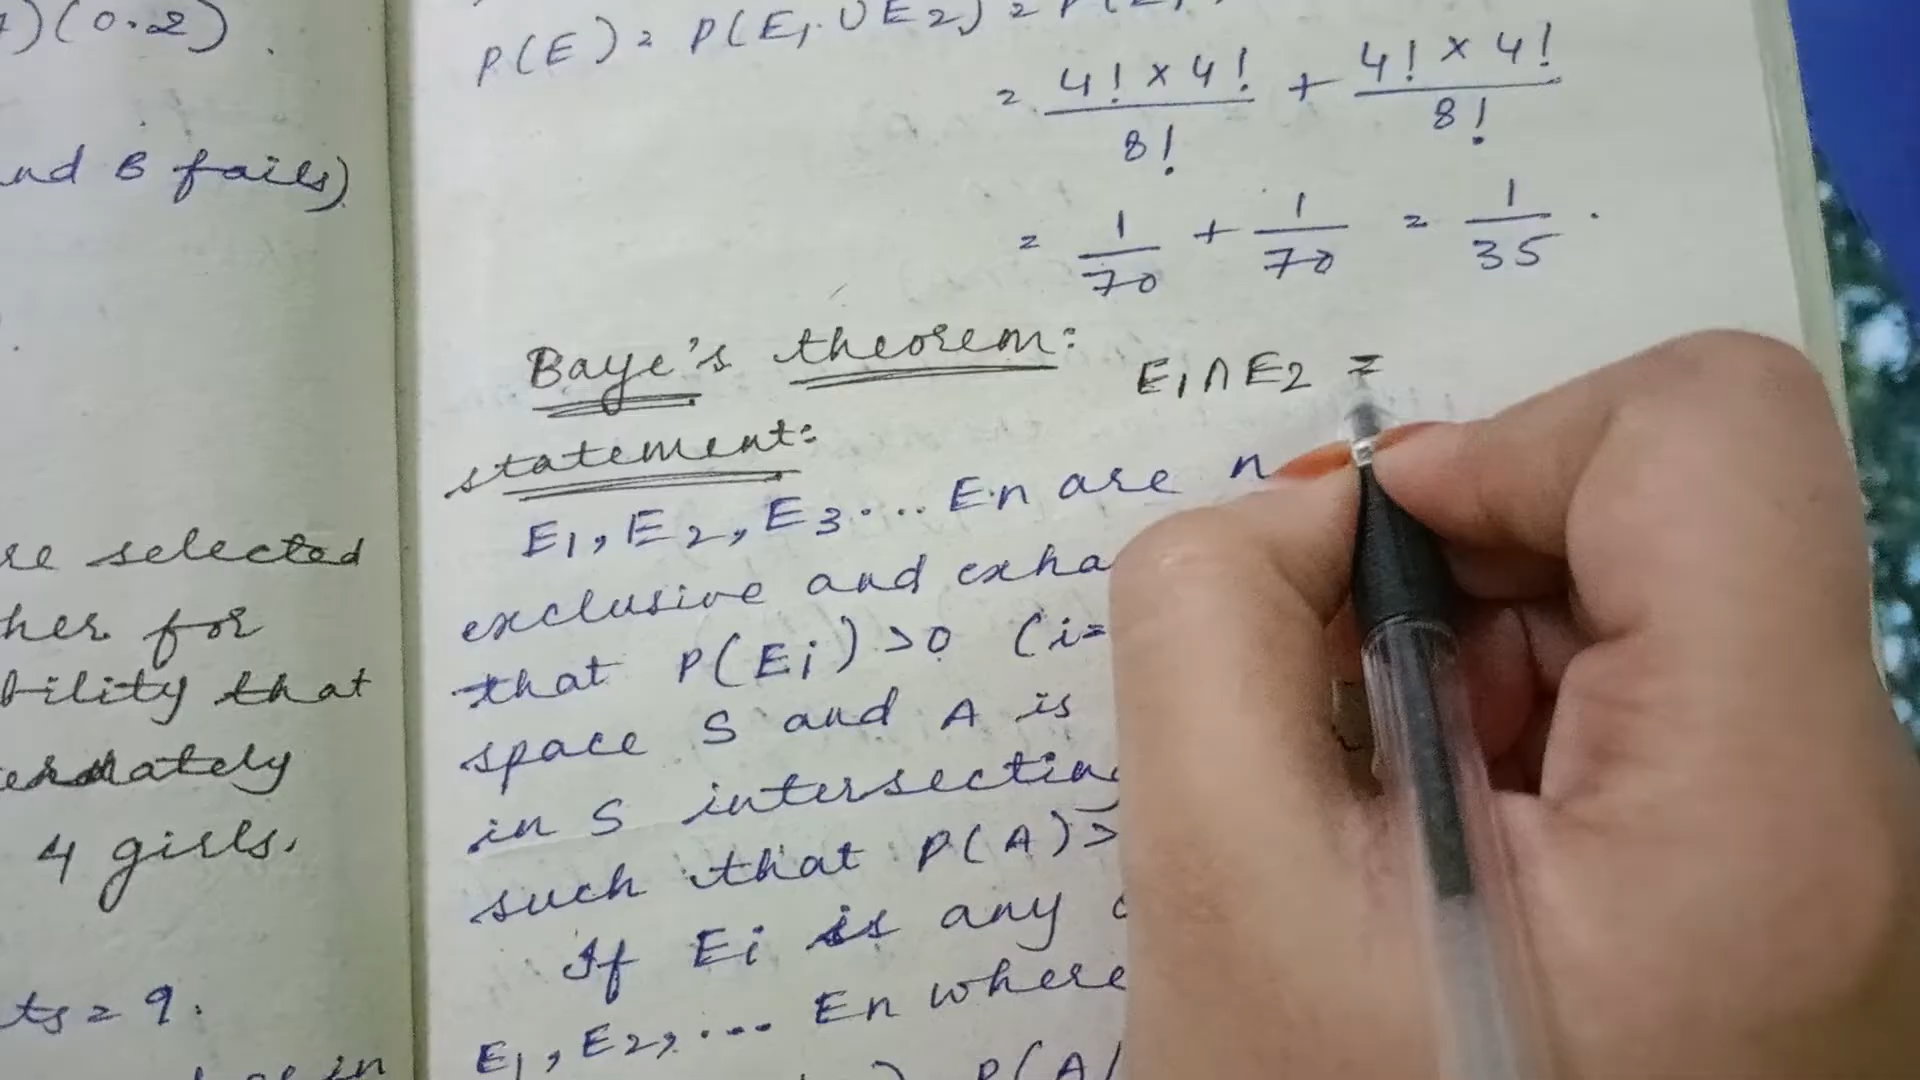 )(0.2).
and B fails)
re selected
her for
bility that
4 girls.
ts = 9.
in
P(E) = P(E1 ∪ E2) =
= 4! × 4! / 8! + 4! × 4! / 8!
= 1/70 + 1/70 = 1/35.
Baye's theorem:
E1 ∩ E2 =
statement:
E1, E2, E3.... En are n
exclusive and exha
that P(Ei) > 0 (i=
space S and A is
in S intersectin
such that P(A) >
If Ei is any
E1, E2, .... En where
P(A/